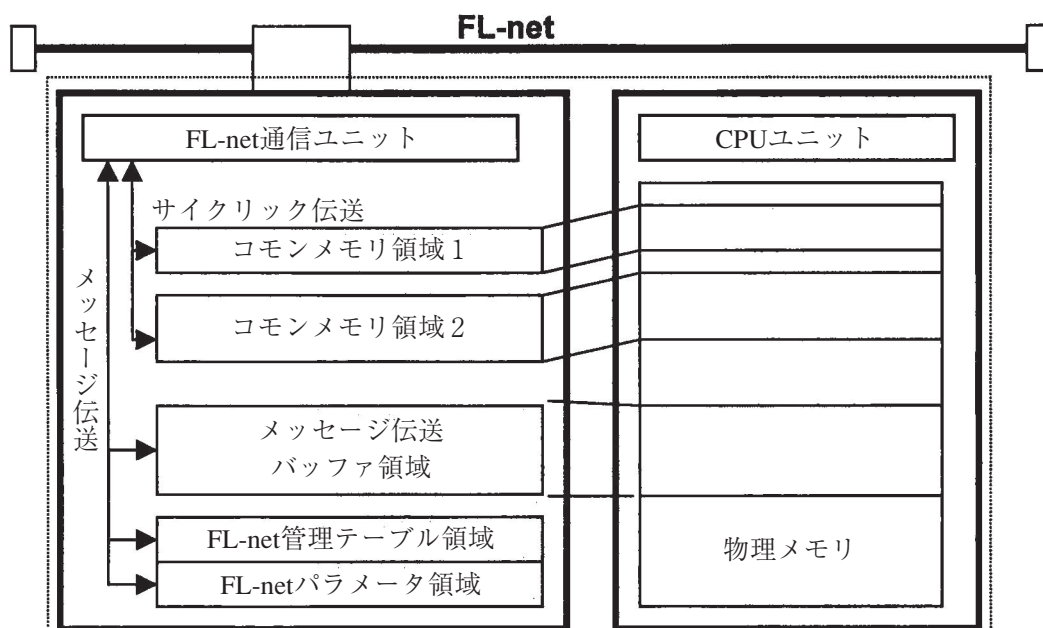 FL-net
FL-net通信ユニット
CPUユニット
サイクリック伝送
コモンメモリ領域1
コモンメモリ領域2
メッセージ伝送
メッセージ伝送
バッファ領域
FL-net管理テーブル領域
FL-netパラメータ領域
物理メモリ